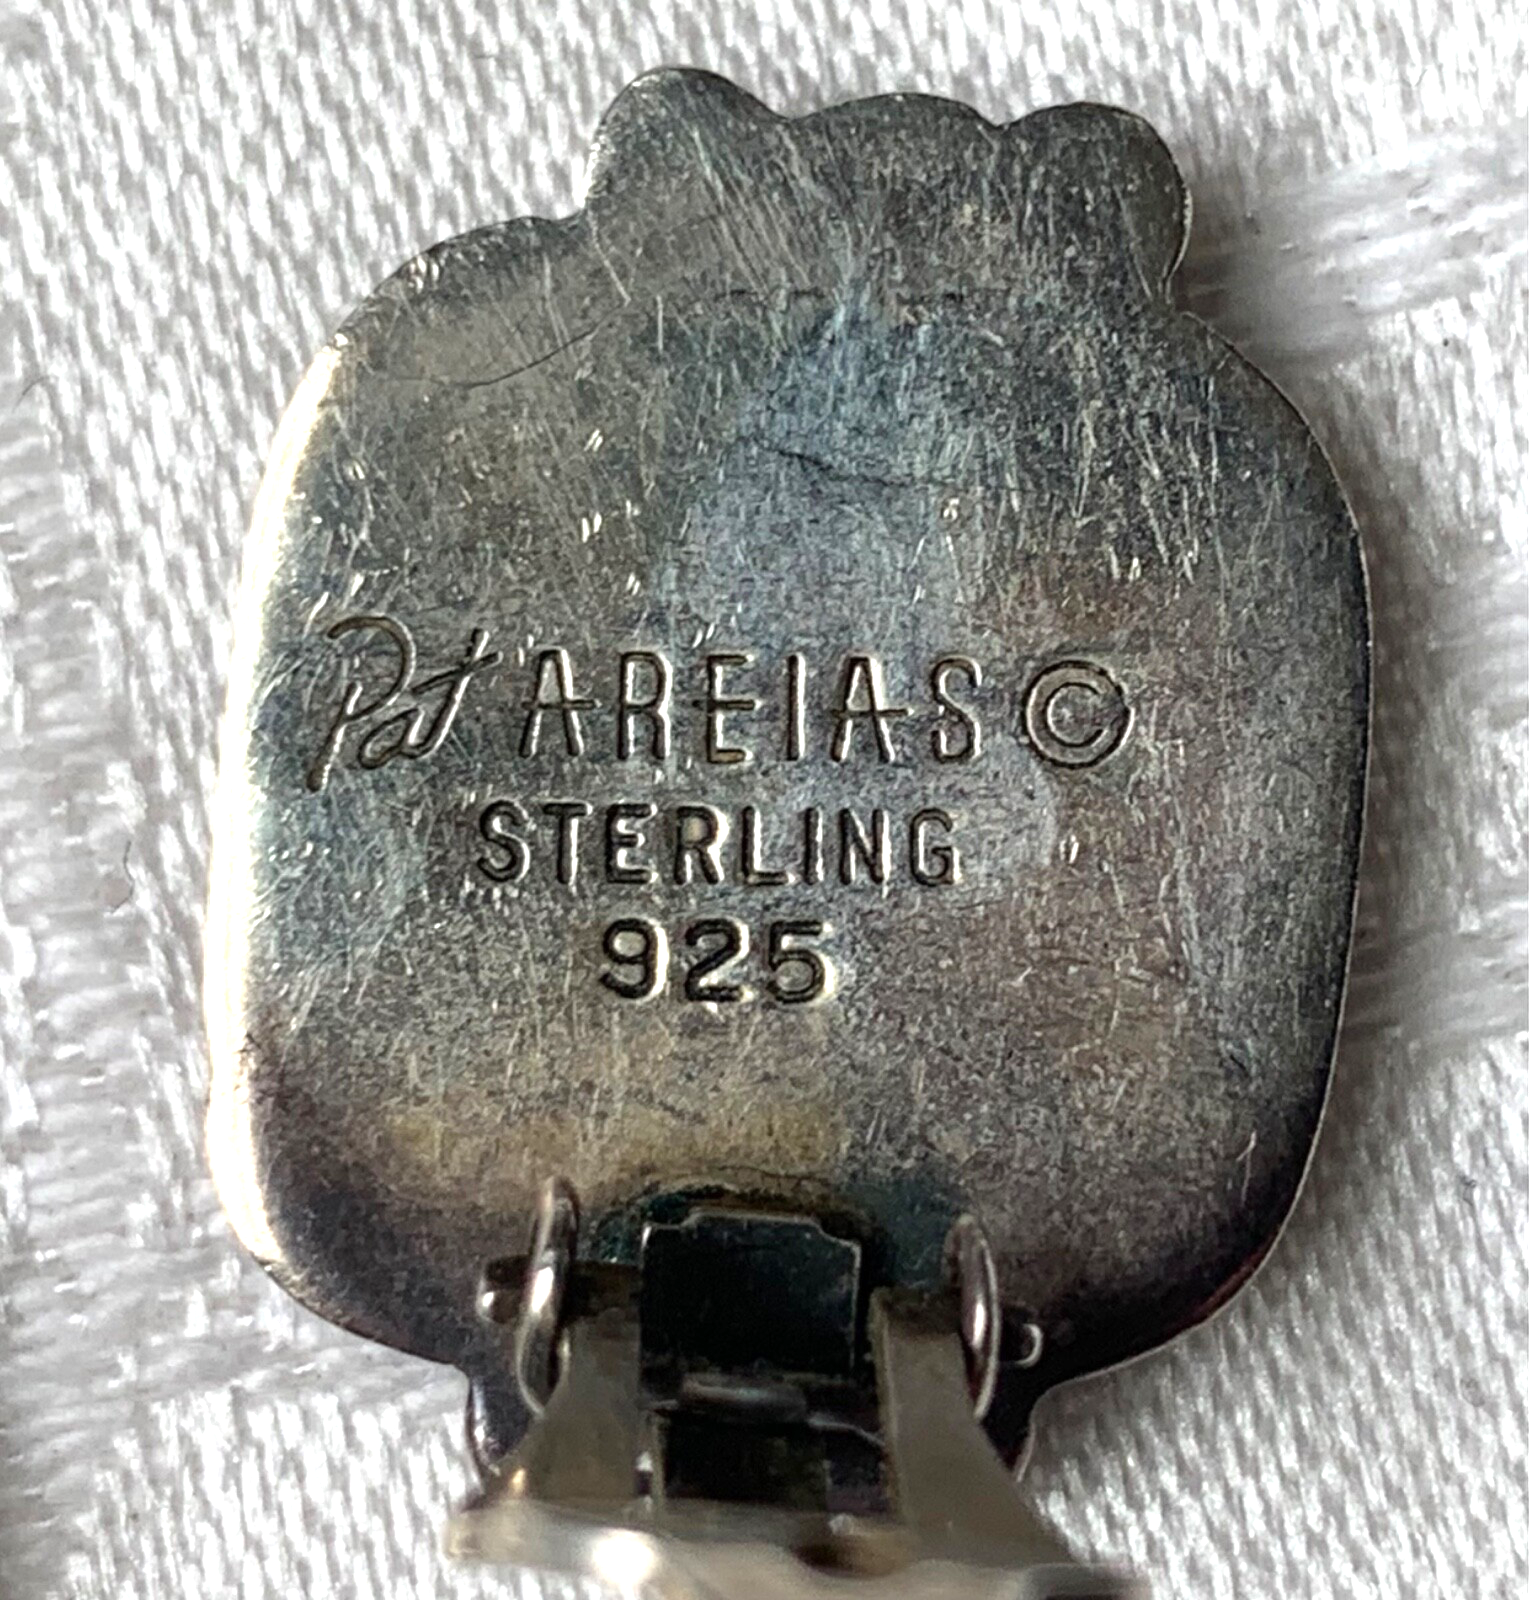 Pat AREIAS ©
STERLING
925